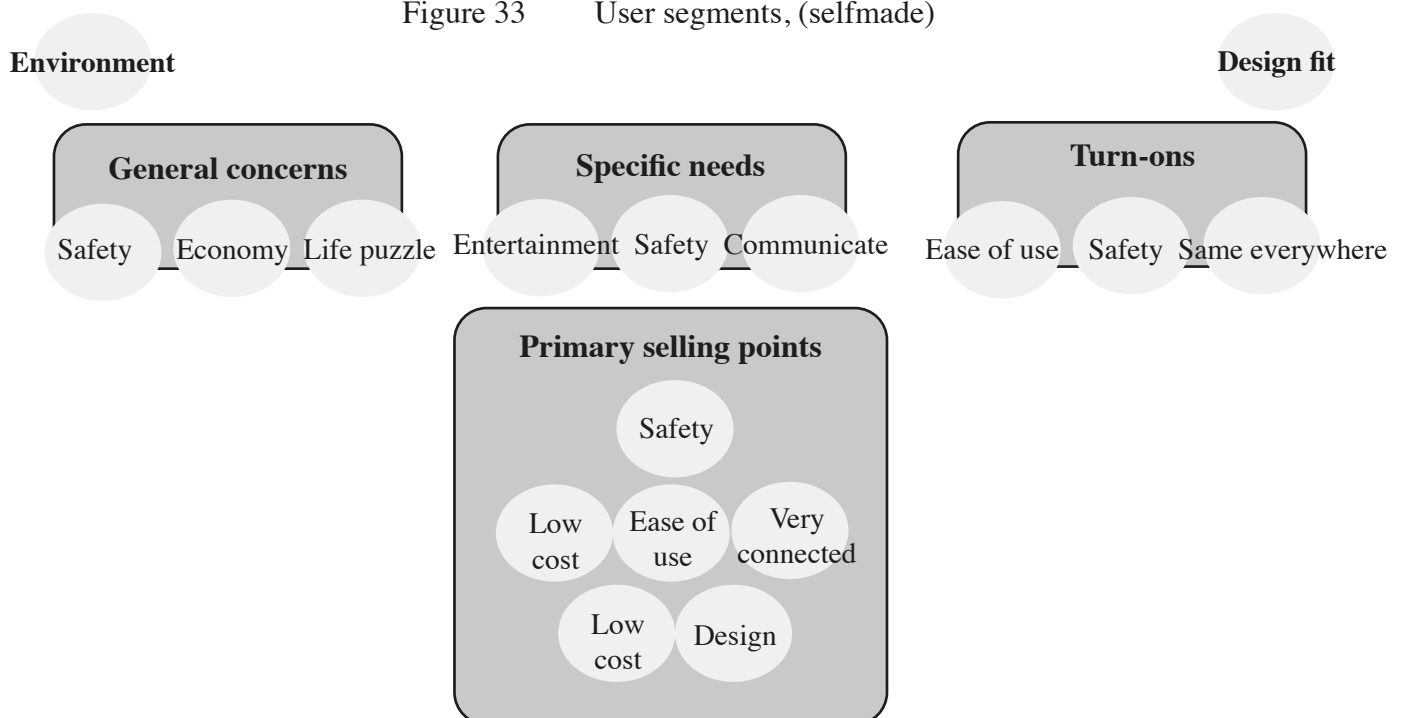 Figure 33 User segments, (selfmade)
Environment
Design fit
General concerns
Safety Economy Life puzzle
Specific needs
Entertainment Safety Communicate
Turn-ons
Ease of use Safety Same everywhere
Primary selling points
Safety
Low
cost
Ease of
use
Very
connected
Low
cost
Design